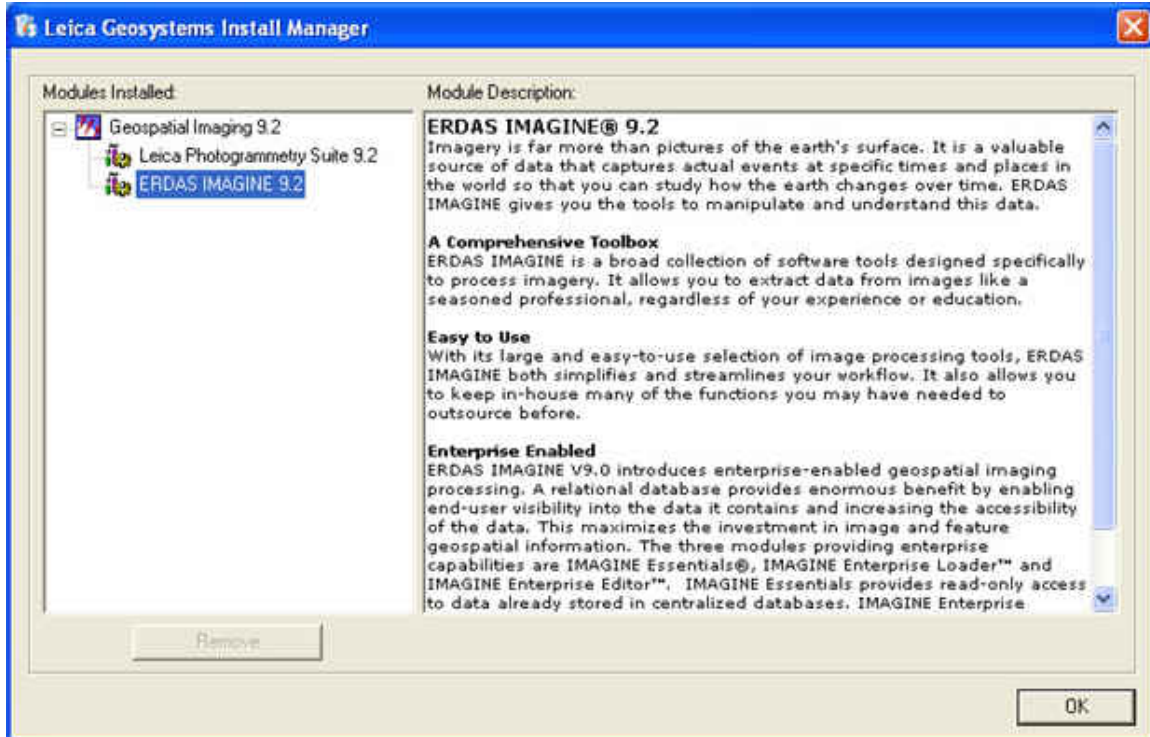 Leica Geosystems Install Manager
Modules Installed:
Geospatial Imaging 9.2
Leica Photogrammetry Suite 9.2
ERDAS IMAGINE 9.2
Remove
Module Description:
ERDAS IMAGINE® 9.2
Imagery is far more than pictures of the earth's surface. It is a valuable
source of data that captures actual events at specific times and places in
the world so that you can study how the earth changes over time. ERDAS
IMAGINE gives you the tools to manipulate and understand this data.
A Comprehensive Toolbox
ERDAS IMAGINE is a broad collection of software tools designed specifically
to process imagery. It allows you to extract data from images like a
seasoned professional, regardless of your experience or education.
Easy to Use
With its large and easy-to-use selection of image processing tools, ERDAS
IMAGINE both simplifies and streamlines your workflow. It also allows you
to keep in-house many of the functions you may have needed to
outsource before.
Enterprise Enabled
ERDAS IMAGINE V9.0 introduces enterprise-enabled geospatial imaging
processing. A relational database provides enormous benefit by enabling
end-user visibility into the data it contains and increasing the accessibility
of the data. This maximizes the investment in image and feature
geospatial information. The three modules providing enterprise
capabilities are IMAGINE Essentials®, IMAGINE Enterprise Loader™ and
IMAGINE Enterprise Editor™. IMAGINE Essentials provides read-only access
to data already stored in centralized databases. IMAGINE Enterprise
OK